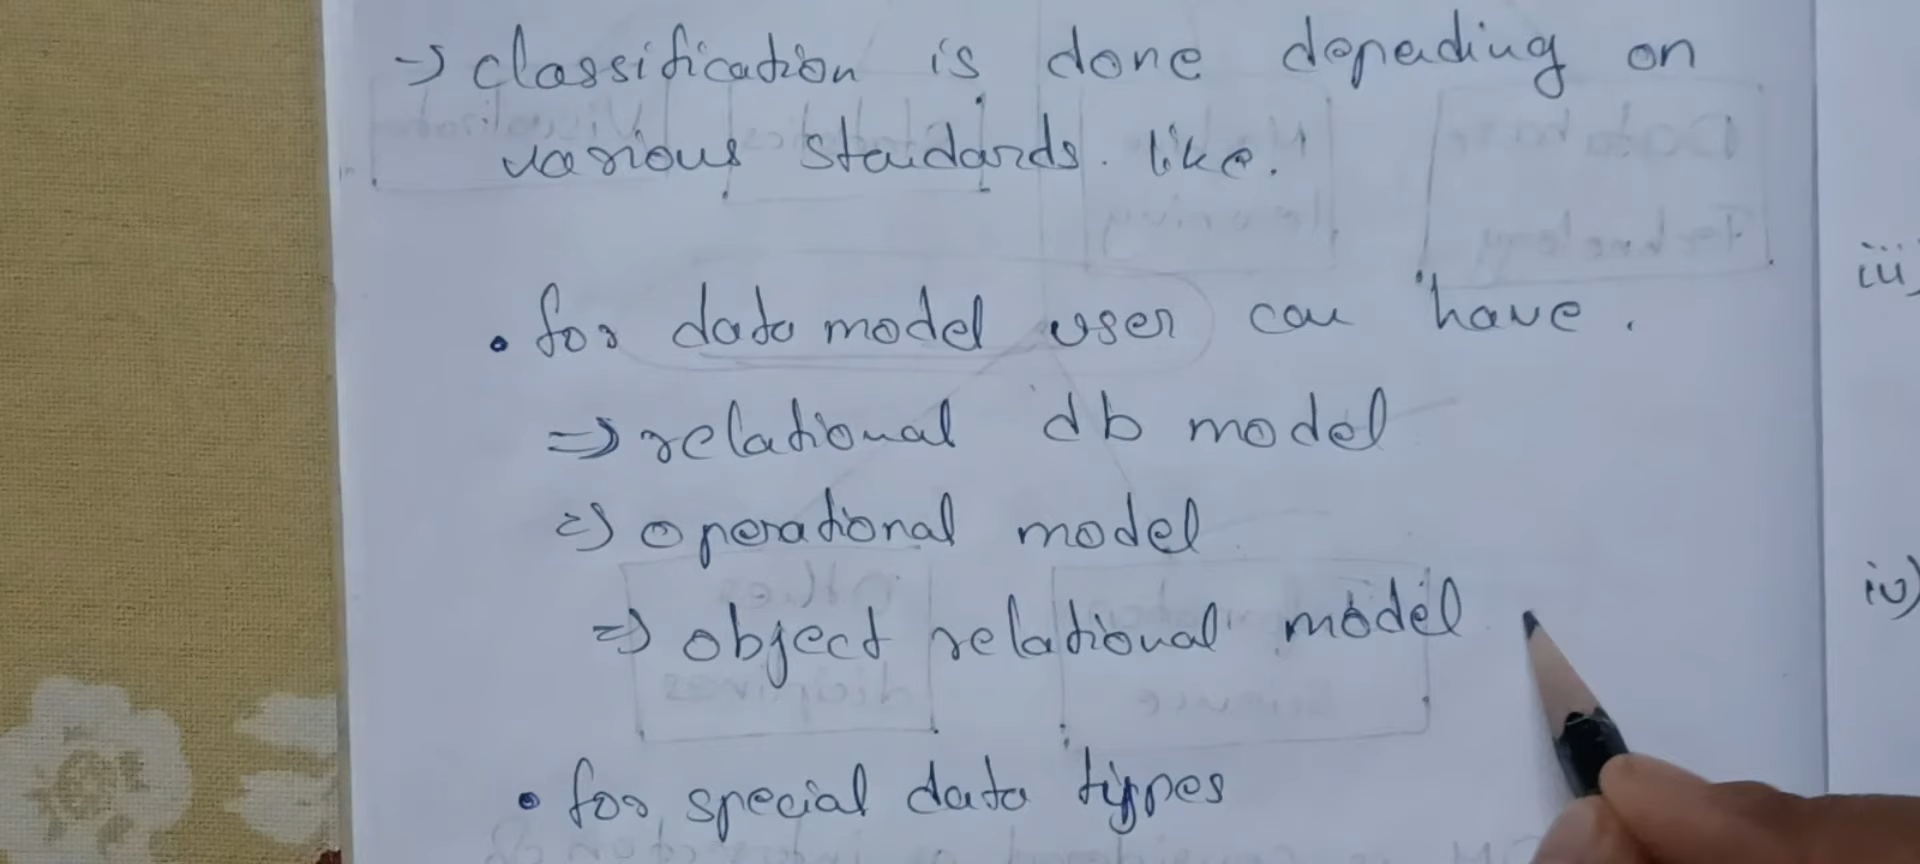 → classification is done depending on
various standards. like.
• for data model user can have.
⇒ relational db model
⇒ operational model
⇒ object relational model
• for special data types
iii)
iv)